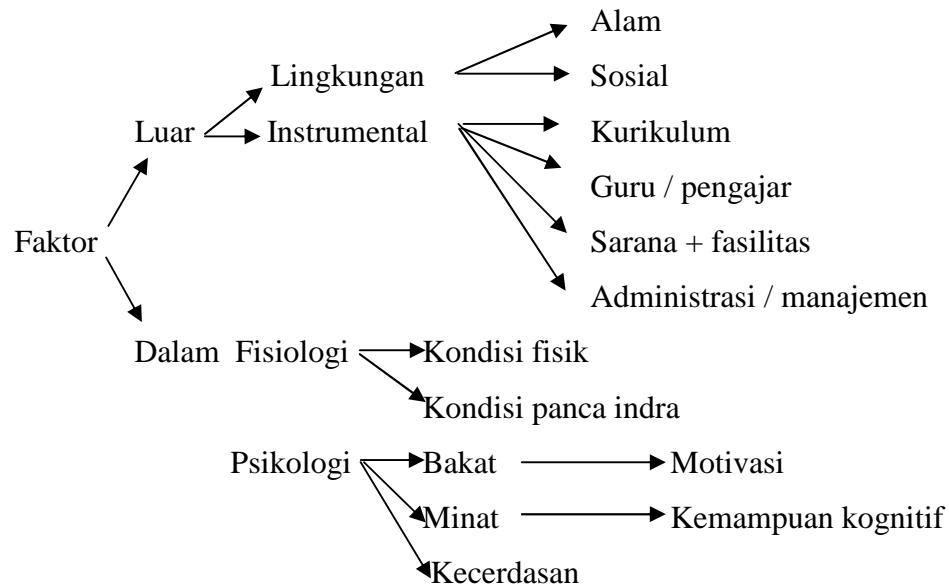 Alam
Lingkungan Sosial
Luar Instrumental Kurikulum
Guru / pengajar
Faktor Sarana + fasilitas
Administrasi / manajemen
Dalam Fisiologi Kondisi fisik
Kondisi panca indra
Psikologi Bakat Motivasi
Minat Kemampuan kognitif
Kecerdasan